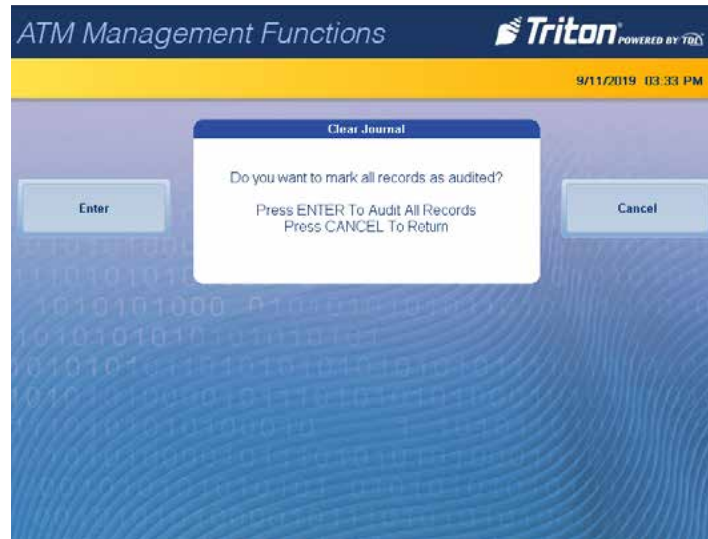 ATM Management Functions
Triton® POWERED BY TDN
9/11/2019 03:33 PM
Clear Journal
Do you want to mark all records as audited?
Enter
Press ENTER To Audit All Records
Cancel
Press CANCEL To Return